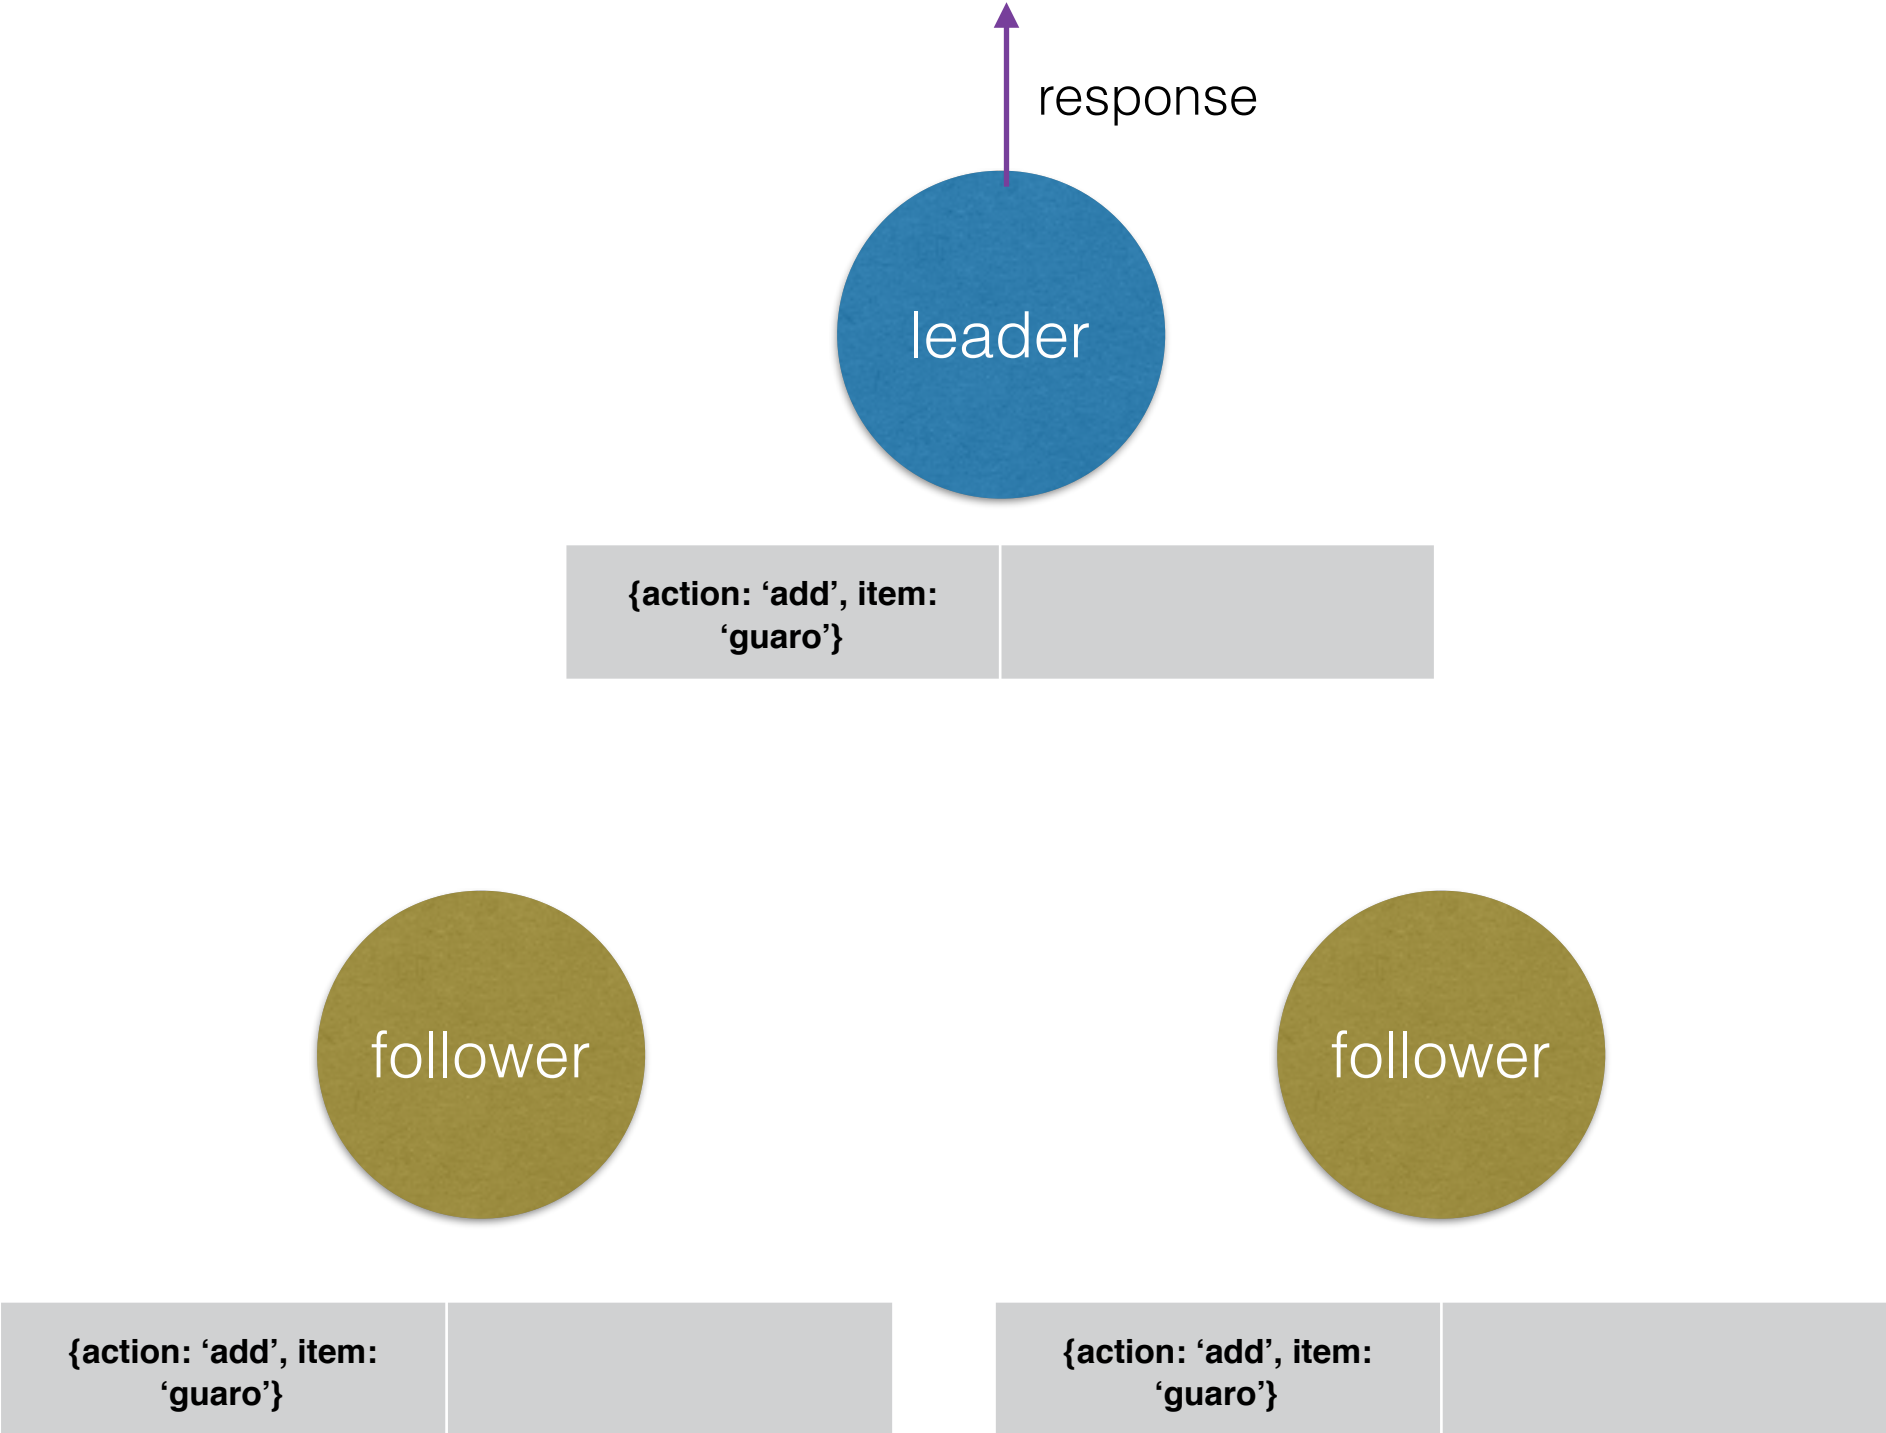 response
leader
{action: ‘add’, item:
‘guaro’}
follower
follower
{action: ‘add’, item:
‘guaro’}
{action: ‘add’, item:
‘guaro’}